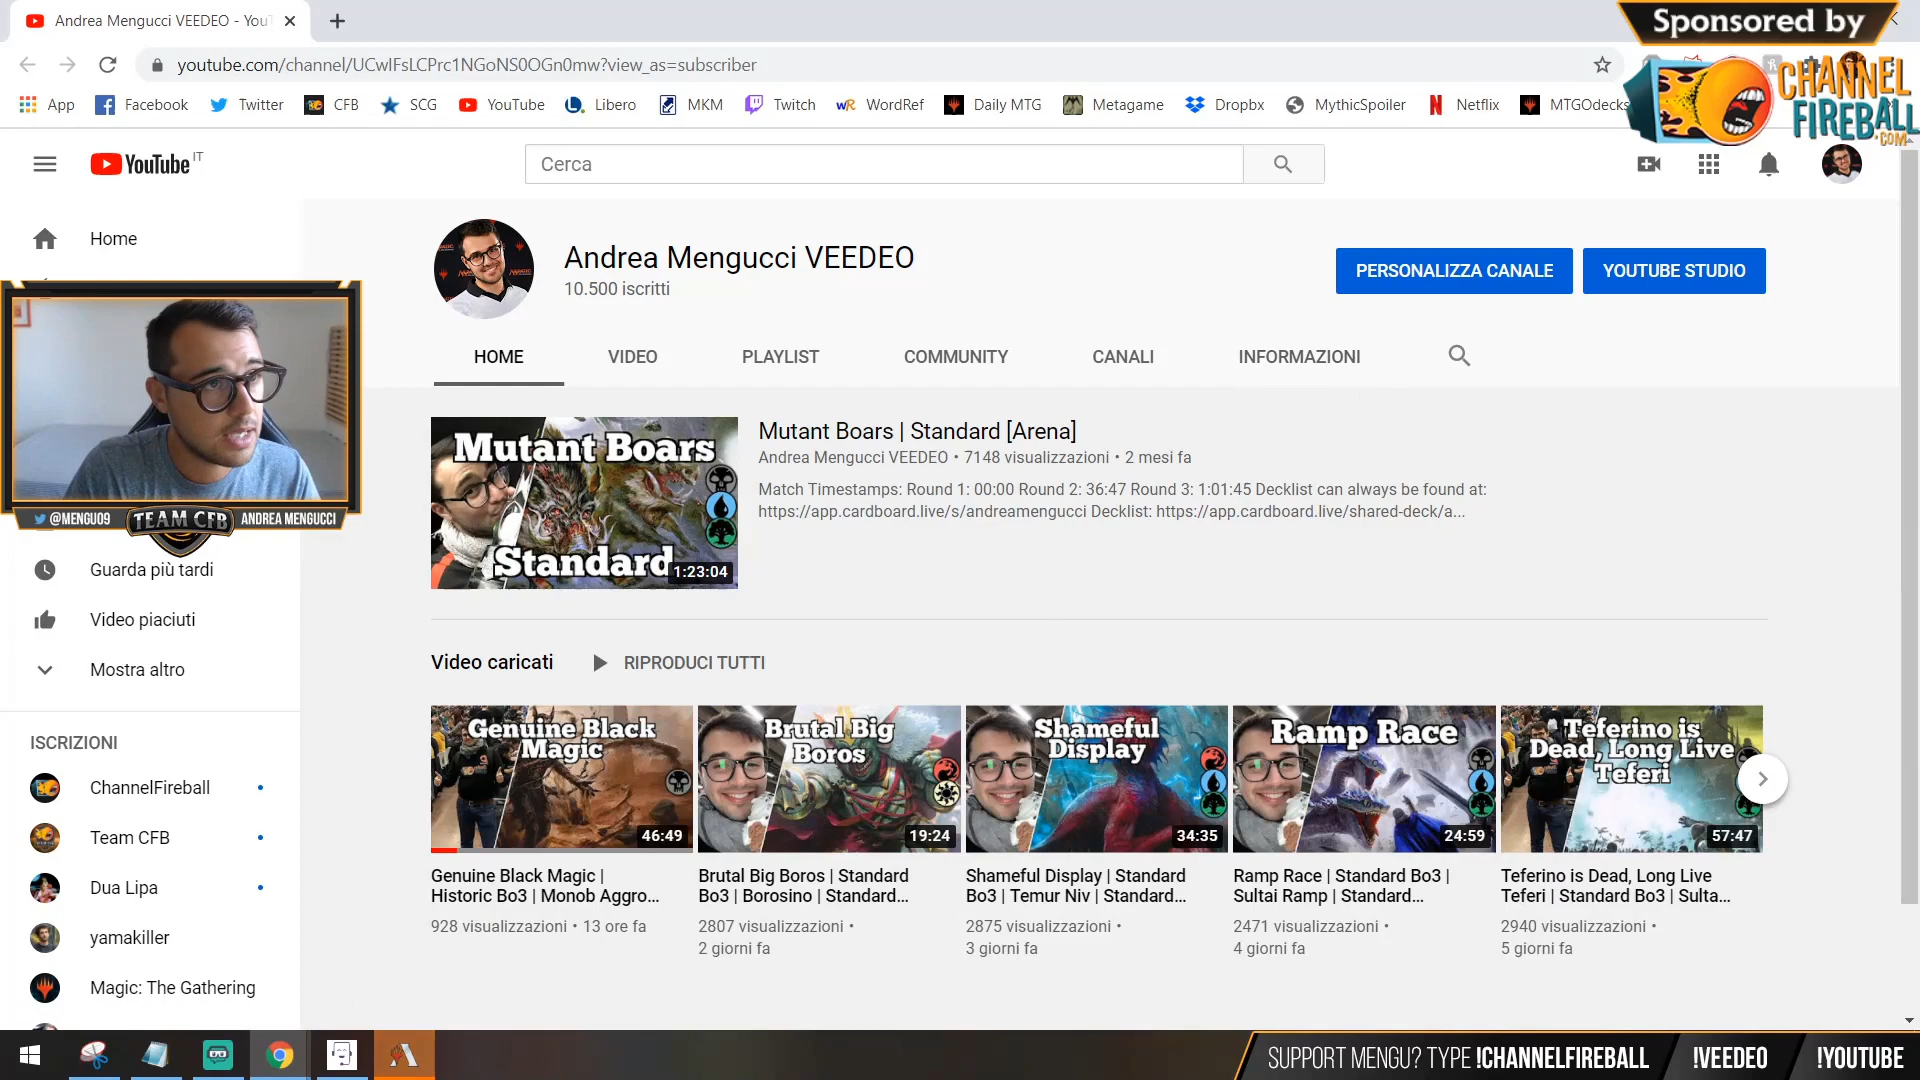 Andrea Mengucci VEEDEO - YouT
Sponsored by
youtube.com/channel/UCwIFsLCPrc1NGoNS0OGn0mw?view_as=subscriber
CHANNEL
FIREBALL
.COM
App Facebook Twitter CFB SCG YouTube Libero MKM Twitch WordRef Daily MTG Metagame Dropbx MythicSpoiler Netflix MTGOdecks
YouTube IT
Cerca
Home
Andrea Mengucci VEEDEO
10.500 iscritti
PERSONALIZZA CANALE
YOUTUBE STUDIO
HOME VIDEO PLAYLIST COMMUNITY CANALI INFORMAZIONI
@MENGU09 TEAM CFB ANDREA MENGUCCI
Mutant Boars
Standard
1:23:04
Mutant Boars | Standard [Arena]
Andrea Mengucci VEEDEO • 7148 visualizzazioni • 2 mesi fa
Match Timestamps: Round 1: 00:00 Round 2: 36:47 Round 3: 1:01:45 Decklist can always be found at:
https://app.cardboard.live/s/andreamengucci Decklist: https://app.cardboard.live/shared-deck/a...
Guarda più tardi
Video piaciuti
Mostra altro
ISCRIZIONI
ChannelFireball
Team CFB
Dua Lipa
yamakiller
Magic: The Gathering
Video caricati
RIPRODUCI TUTTI
Genuine Black
Magic
46:49
Genuine Black Magic |
Historic Bo3 | Monob Aggro...
928 visualizzazioni • 13 ore fa
Brutal Big
Boros
19:24
Brutal Big Boros | Standard
Bo3 | Borosino | Standard...
2807 visualizzazioni •
2 giorni fa
Shameful
Display
34:35
Shameful Display | Standard
Bo3 | Temur Niv | Standard...
2875 visualizzazioni •
3 giorni fa
Ramp Race
24:59
Ramp Race | Standard Bo3 |
Sultai Ramp | Standard...
2471 visualizzazioni •
4 giorni fa
Teferino is
Dead, Long Live
Teferi
57:47
Teferino is Dead, Long Live
Teferi | Standard Bo3 | Sulta...
2940 visualizzazioni •
5 giorni fa
SUPPORT MENGU? TYPE !CHANNELFIREBALL
!VEEDEO
!YOUTUBE